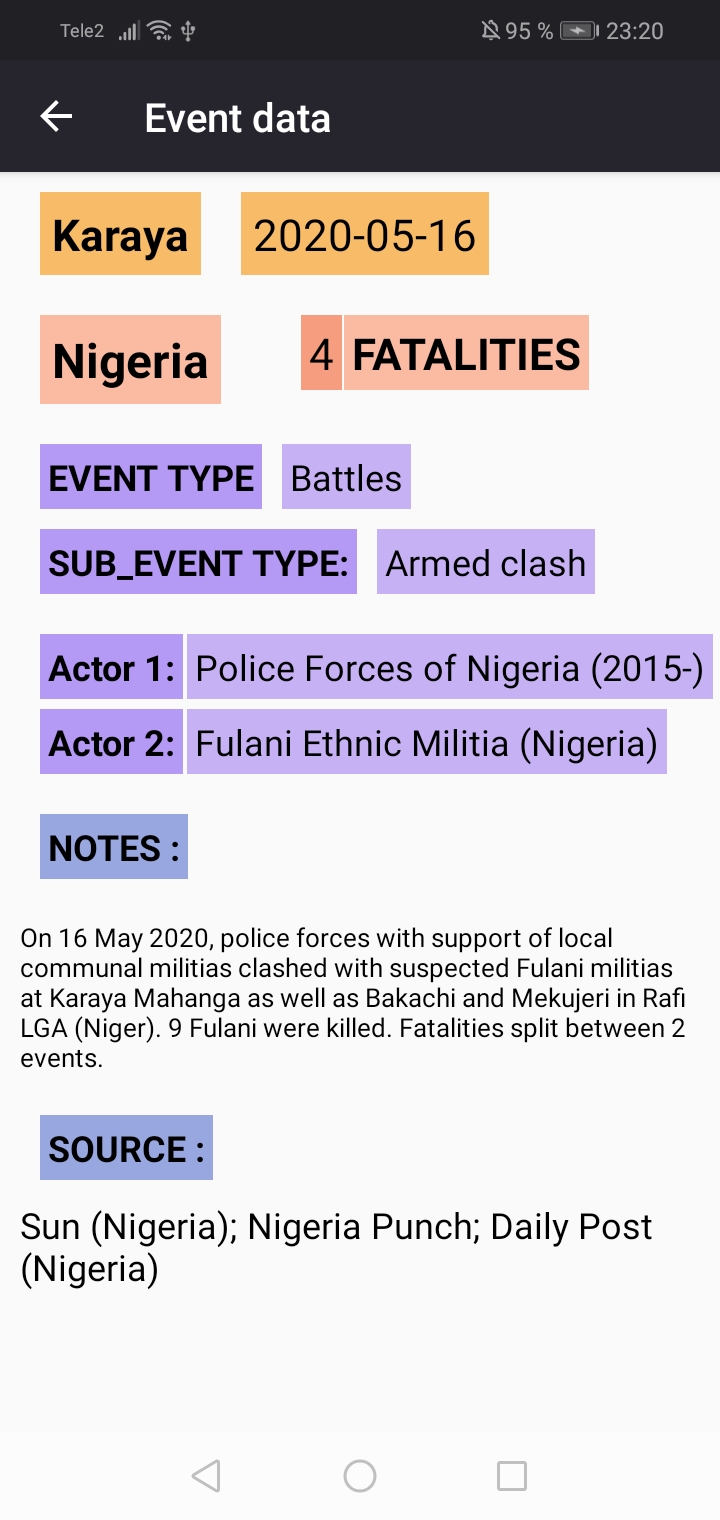 Tele2 95 % 23:20
Event data
Karaya 2020-05-16
Nigeria 4 FATALITIES
EVENT TYPE Battles
SUB_EVENT TYPE: Armed clash
Actor 1: Police Forces of Nigeria (2015-)
Actor 2: Fulani Ethnic Militia (Nigeria)
NOTES :
On 16 May 2020, police forces with support of local
communal militias clashed with suspected Fulani militias
at Karaya Mahanga as well as Bakachi and Mekujeri in Rafi
LGA (Niger). 9 Fulani were killed. Fatalities split between 2
events.
SOURCE :
Sun (Nigeria); Nigeria Punch; Daily Post
(Nigeria)